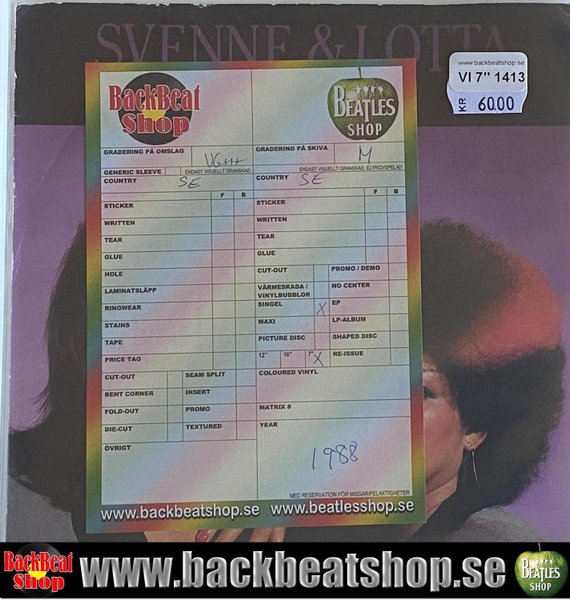 SVENNE & LOTTA
www.backbeatshop.se
VI 7" 1413
KR 60.00
BackBeat Shop
BEATLES SHOP
GRADERING PÅ OMSLAG VG+++
GRADERING PÅ SKIVA M
GENERIC SLEEVE ENDAST VISUELLT GRANSKAD
ENDAST VISUELLT GRANSKAD, EJ PROVSPELAD
COUNTRY SE
COUNTRY SE
F B
F B
STICKER
STICKER
WRITTEN
WRITTEN
TEAR
TEAR
GLUE
GLUE
HOLE
CUT-OUT PROMO / DEMO
LAMINATSLÄPP
VÄRMESKADA / VINYLBUBBLOR NO CENTER
RINGWEAR
SINGEL X EP
STAINS
MAXI LP-ALBUM
TAPE
PICTURE DISC SHAPED DISC
PRICE TAG
12" 10" 7" X RE-ISSUE
CUT-OUT SEAM SPLIT
COLOURED VINYL
BENT CORNER INSERT
FOLD-OUT PROMO
MATRIX #
DIE-CUT TEXTURED
YEAR
ÖVRIGT
1988
MED RESERVATION FÖR MISSAR/FELAKTIGHETER
www.backbeatshop.se www.beatlesshop.se
BackBeat Shop www.backbeatshop.se BEATLES SHOP